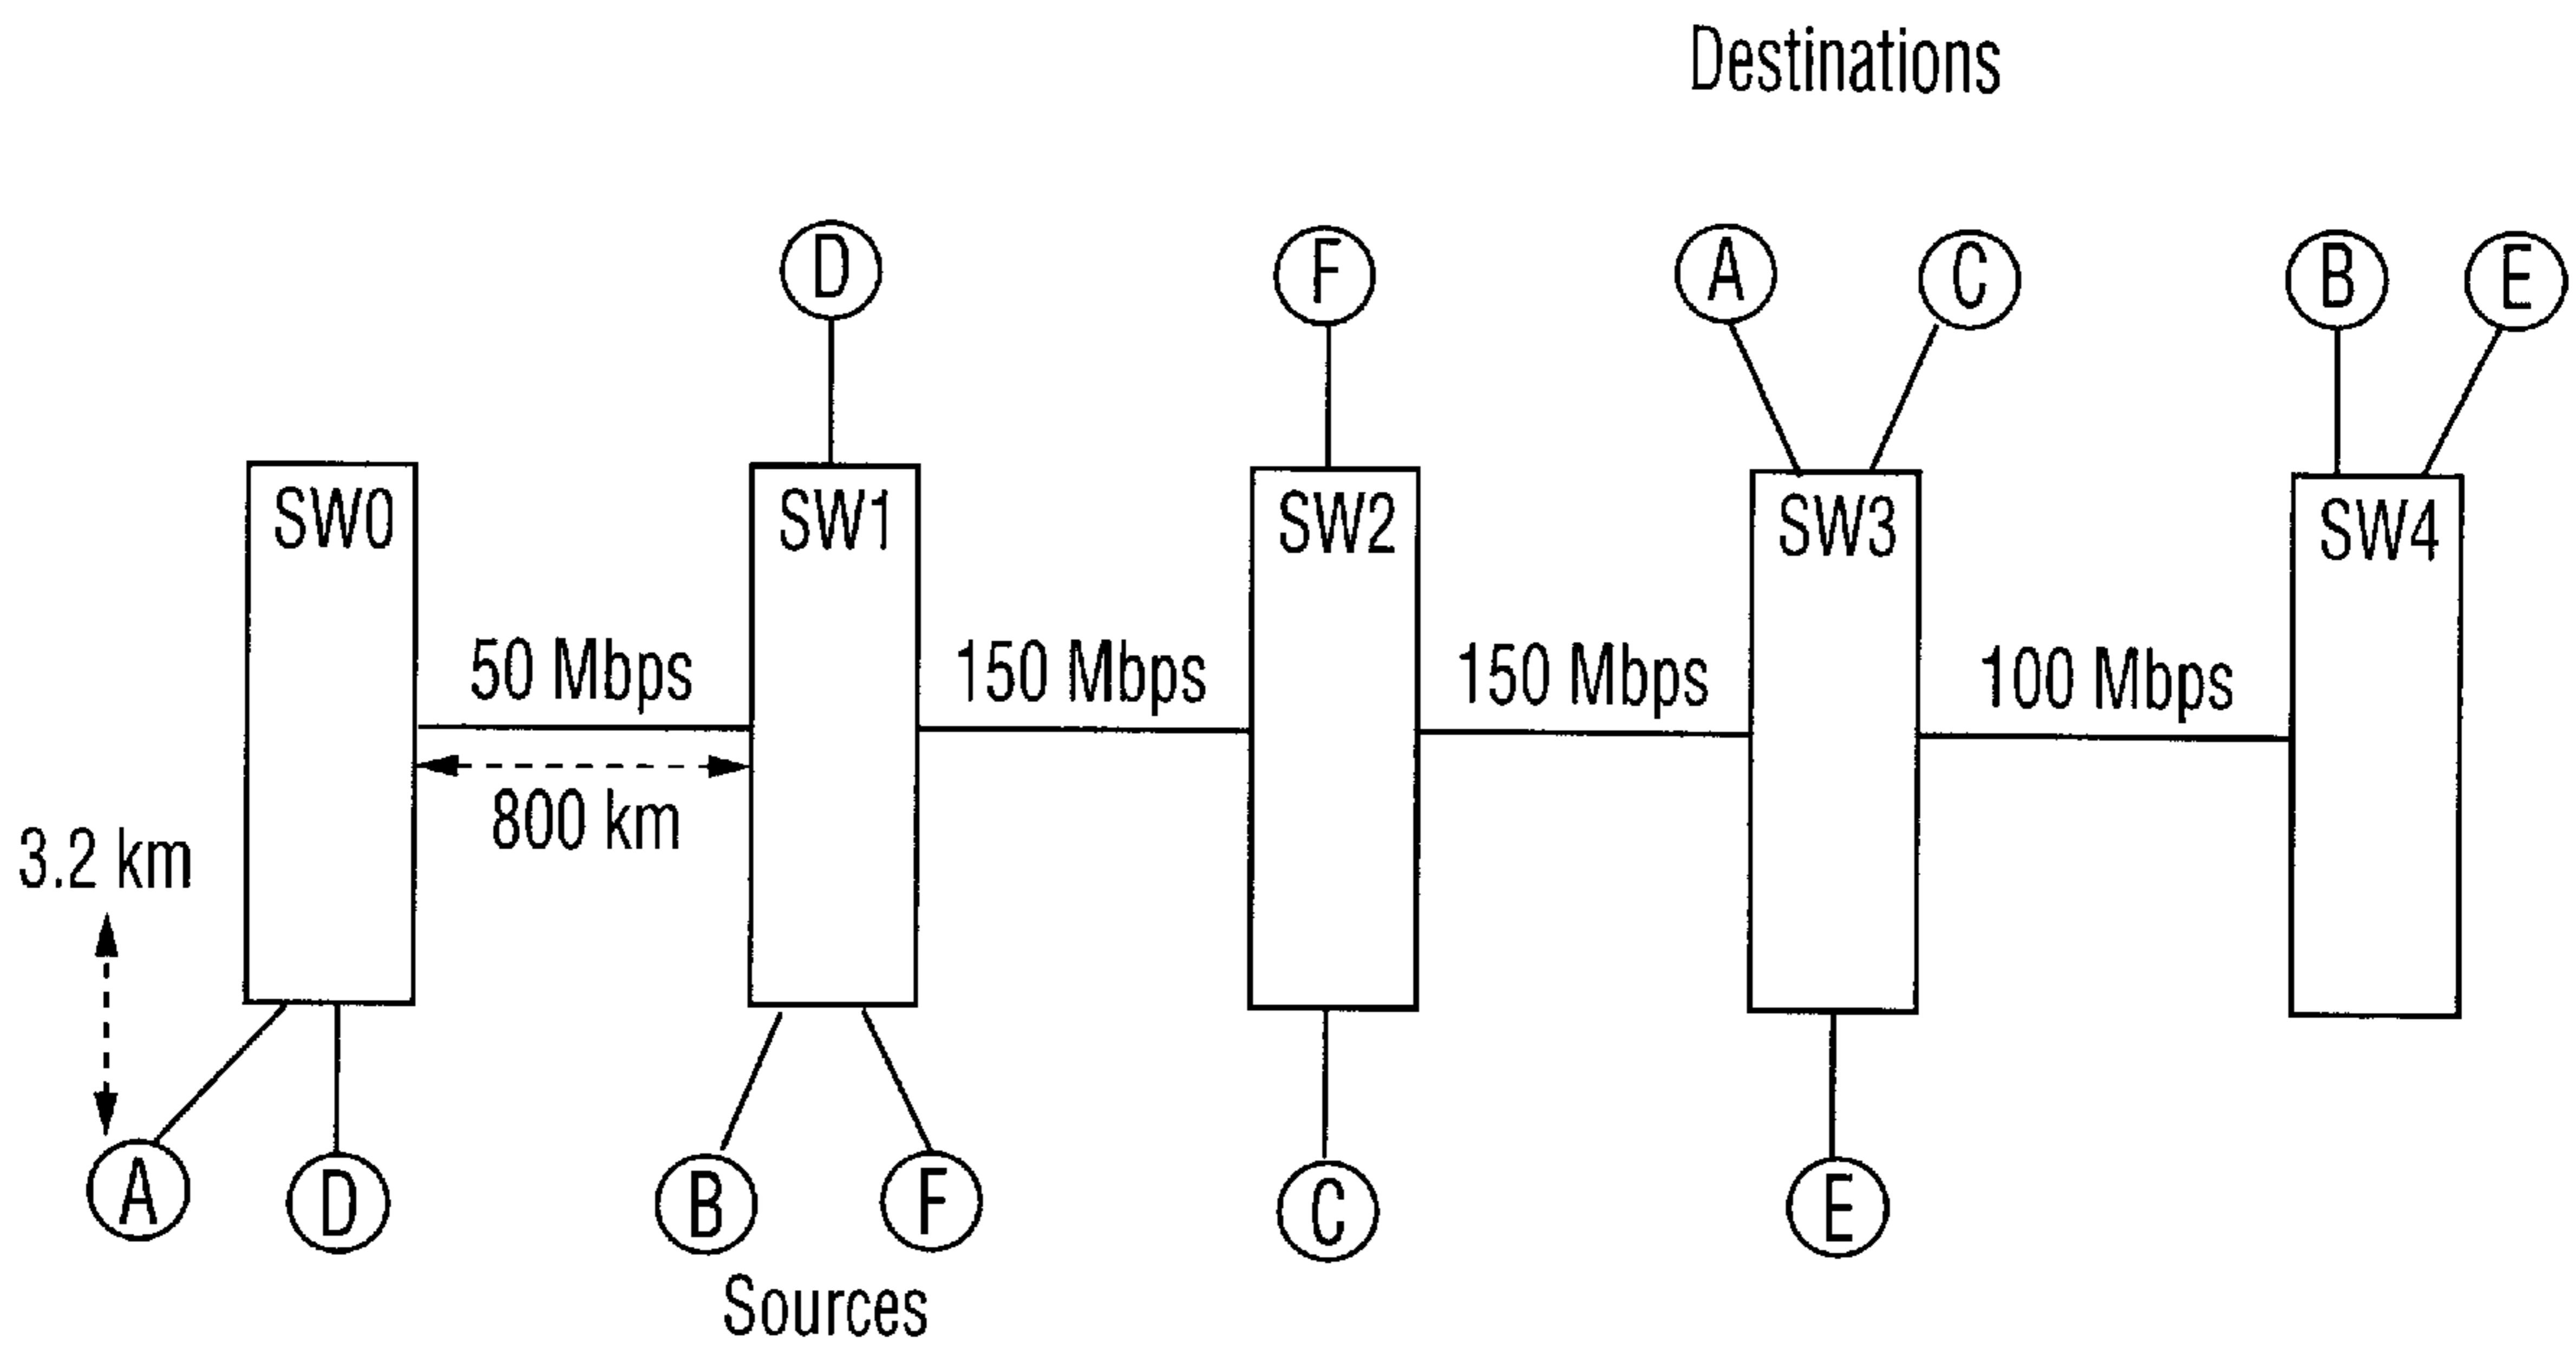 Destinations
D
F
A
C
B
E
SW0
SW1
SW2
SW3
SW4
50 Mbps
150 Mbps
150 Mbps
100 Mbps
800 km
3.2 km
A
D
B
F
C
E
Sources